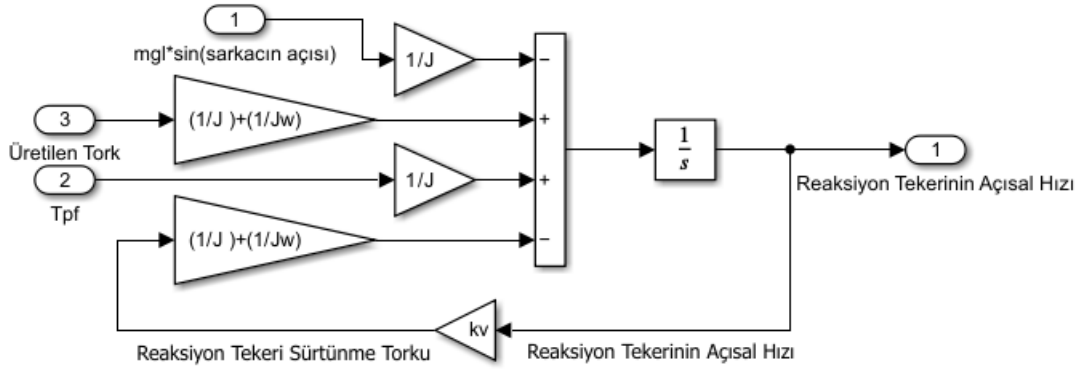 1
mgl*sin(sarkacın açısı)
1/J
−
3
(1/J )+(1/Jw)
+
Üretilen Tork
2
1/J
+
Tpf
(1/J )+(1/Jw)
−
1
s
1
Reaksiyon Tekerinin Açısal Hızı
kv
Reaksiyon Tekeri Sürtünme Torku
Reaksiyon Tekerinin Açısal Hızı